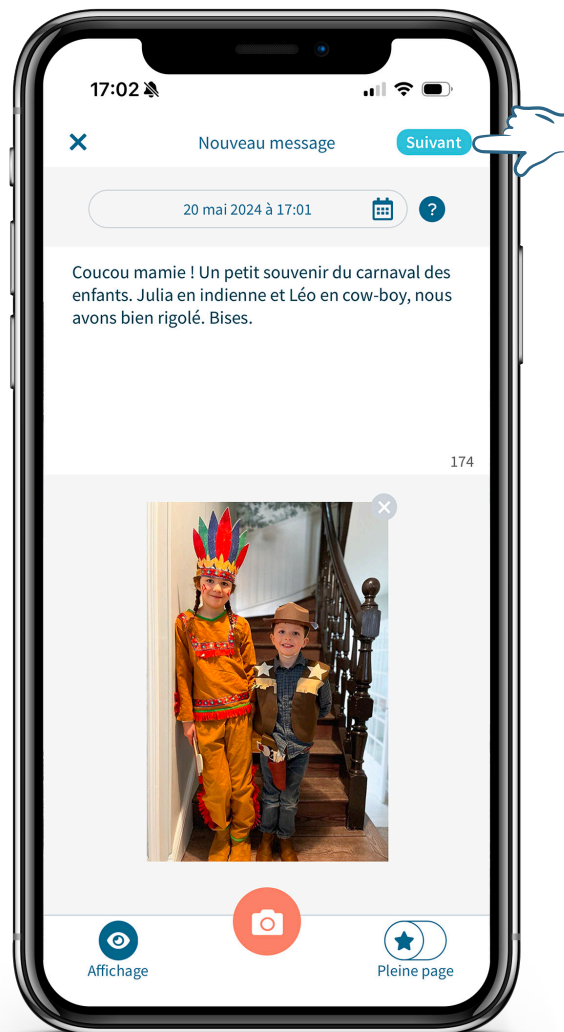 17:02
Nouveau message
Suivant
20 mai 2024 à 17:01
?
Coucou mamie ! Un petit souvenir du carnaval des
enfants. Julia en indienne et Léo en cow-boy, nous
avons bien rigolé. Bises.
174
Affichage
Pleine page